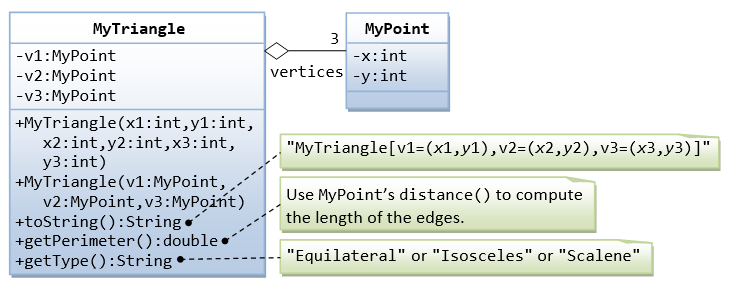 MyTriangle
-v1:MyPoint
-v2:MyPoint
-v3:MyPoint
+MyTriangle(x1:int,y1:int,
x2:int,y2:int,x3:int,
y3:int)
+MyTriangle(v1:MyPoint,
v2:MyPoint,v3:MyPoint)
+toString():String
+getPerimeter():double
+getType():String
3
vertices
MyPoint
-x:int
-y:int
"MyTriangle[v1=(x1,y1),v2=(x2,y2),v3=(x3,y3)]"
Use MyPoint's distance() to compute
the length of the edges.
"Equilateral" or "Isosceles" or "Scalene"